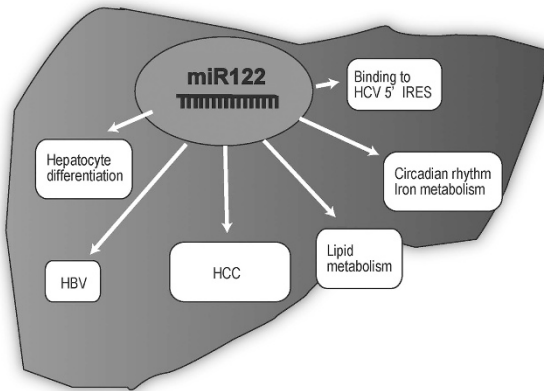 miR122
Binding to
HCV 5' IRES
Hepatocyte
differentiation
Circadian rhythm
Iron metabolism
HBV
HCC
Lipid
metabolism